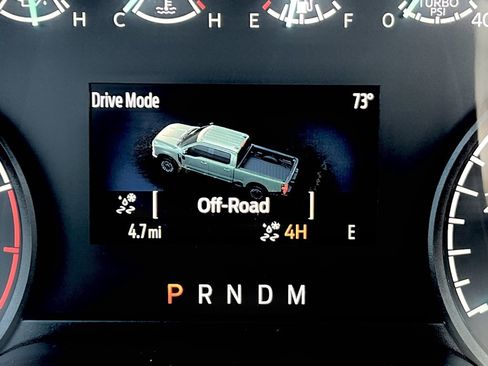 H C H E F O 40
TURBO
PSI
Drive Mode 73°
[ Off-Road ]
4.7 mi 4H E
P R N D M